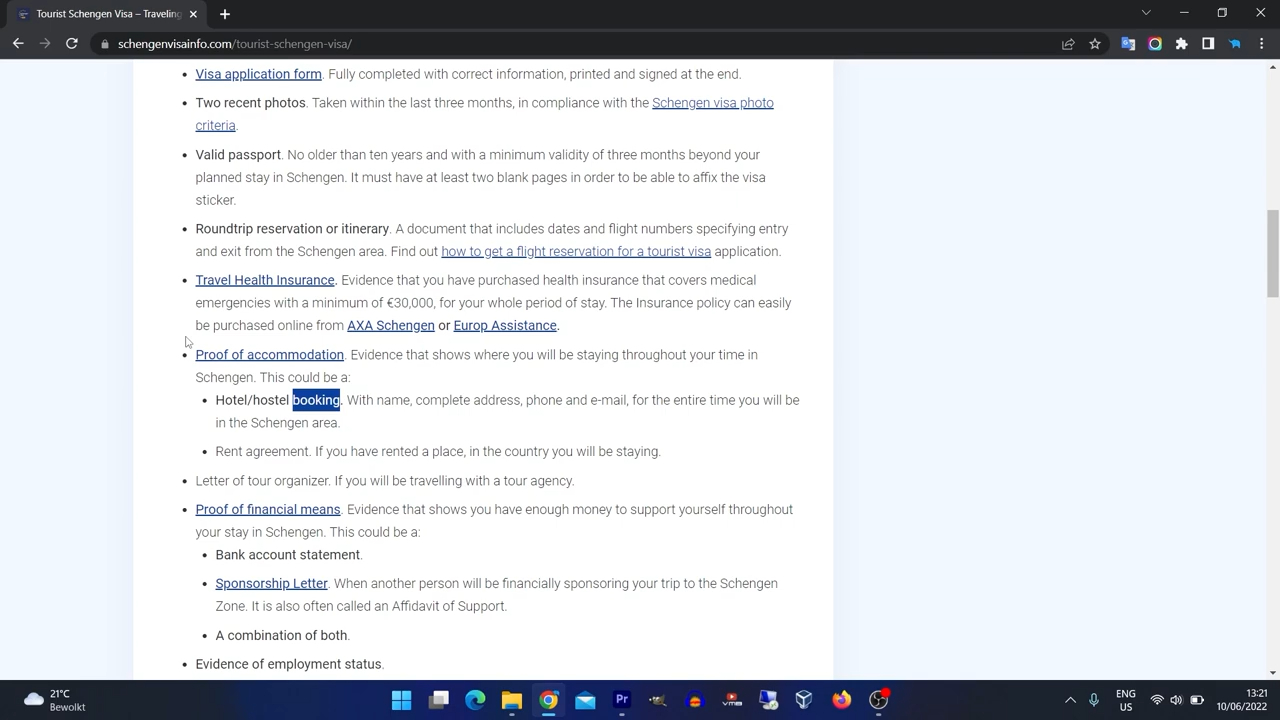 Tourist Schengen Visa – Traveling
schengenvisainfo.com/tourist-schengen-visa/
Visa application form. Fully completed with correct information, printed and signed at the end.
Two recent photos. Taken within the last three months, in compliance with the Schengen visa photo
criteria.
Valid passport. No older than ten years and with a minimum validity of three months beyond your
planned stay in Schengen. It must have at least two blank pages in order to be able to affix the visa
sticker.
Roundtrip reservation or itinerary. A document that includes dates and flight numbers specifying entry
and exit from the Schengen area. Find out how to get a flight reservation for a tourist visa application.
Travel Health Insurance. Evidence that you have purchased health insurance that covers medical
emergencies with a minimum of €30,000, for your whole period of stay. The Insurance policy can easily
be purchased online from AXA Schengen or Europ Assistance.
Proof of accommodation. Evidence that shows where you will be staying throughout your time in
Schengen. This could be a:
Hotel/hostel booking. With name, complete address, phone and e-mail, for the entire time you will be
in the Schengen area.
Rent agreement. If you have rented a place, in the country you will be staying.
Letter of tour organizer. If you will be travelling with a tour agency.
Proof of financial means. Evidence that shows you have enough money to support yourself throughout
your stay in Schengen. This could be a:
Bank account statement.
Sponsorship Letter. When another person will be financially sponsoring your trip to the Schengen
Zone. It is also often called an Affidavit of Support.
A combination of both.
Evidence of employment status.
21°C
Bewolkt
Pr
ENG
US
13:21
10/06/2022